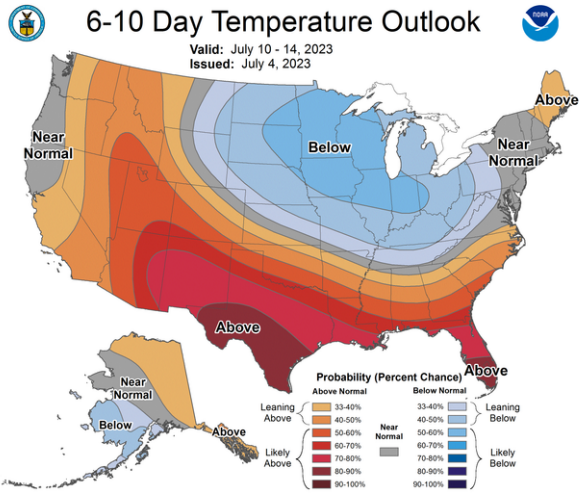 6-10 Day Temperature Outlook
NOAA
Valid: July 10 - 14, 2023
Issued: July 4, 2023
Above
Near
Normal
Below
Near
Normal
Above
Above
Near
Normal
Below
Above
Probability (Percent Chance)
Above Normal
Below Normal
Leaning
Above
33-40%
40-50%
Likely
Above
50-60%
60-70%
70-80%
80-90%
90-100%
Near
Normal
33-40%
40-50%
Leaning
Below
50-60%
60-70%
70-80%
80-90%
90-100%
Likely
Below